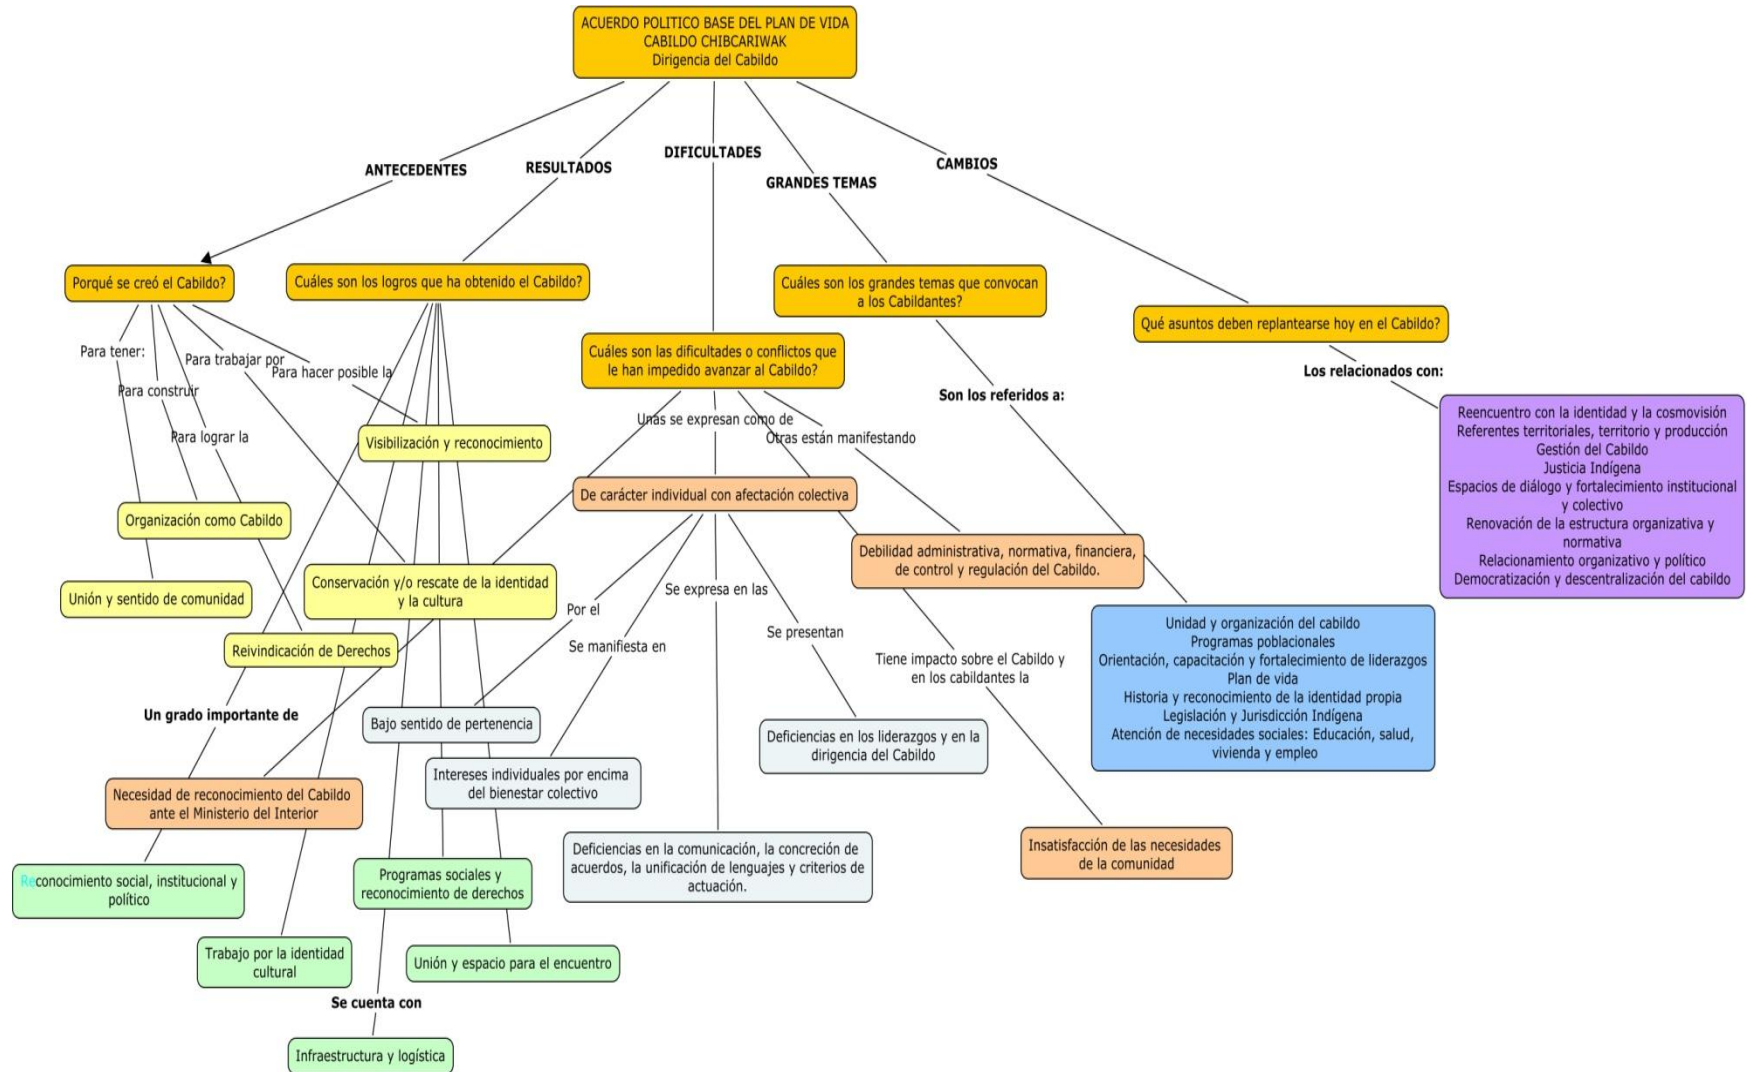 ACUERDO POLITICO BASE DEL PLAN DE VIDA
CABILDO CHIBCARIWAK
Dirigencia del Cabildo
ANTECEDENTES
RESULTADOS
DIFICULTADES
GRANDES TEMAS
CAMBIOS
Porqué se creó el Cabildo?
Cuáles son los logros que ha obtenido el Cabildo?
Cuáles son los grandes temas que convocan
a los Cabildantes?
Qué asuntos deben replantearse hoy en el Cabildo?
Cuáles son las dificultades o conflictos que
le han impedido avanzar al Cabildo?
Para tener:
Para construir
Para lograr la
Para trabajar por
Para hacer posible la
Visibilización y reconocimiento
Organización como Cabildo
Unión y sentido de comunidad
Conservación y/o rescate de la identidad
y la cultura
Reivindicación de Derechos
Unas se expresan como de
Otras están manifestando
Son los referidos a:
Los relacionados con:
De carácter individual con afectación colectiva
Debilidad administrativa, normativa, financiera,
de control y regulación del Cabildo.
Reencuentro con la identidad y la cosmovisión
Referentes territoriales, territorio y producción
Gestión del Cabildo
Justicia Indígena
Espacios de diálogo y fortalecimiento institucional
y colectivo
Renovación de la estructura organizativa y
normativa
Relacionamiento organizativo y político
Democratización y descentralización del cabildo
Unidad y organización del cabildo
Programas poblacionales
Orientación, capacitación y fortalecimiento de liderazgos
Plan de vida
Historia y reconocimiento de la identidad propia
Legislación y Jurisdicción Indígena
Atención de necesidades sociales: Educación, salud,
vivienda y empleo
Por el
Se manifiesta en
Se expresa en las
Se presentan
Tiene impacto sobre el Cabildo y
en los cabildantes la
Un grado importante de
Bajo sentido de pertenencia
Intereses individuales por encima
del bienestar colectivo
Deficiencias en los liderazgos y en la
dirigencia del Cabildo
Deficiencias en la comunicación, la concreción de
acuerdos, la unificación de lenguajes y criterios de
actuación.
Insatisfacción de las necesidades
de la comunidad
Necesidad de reconocimiento del Cabildo
ante el Ministerio del Interior
Reconocimiento social, institucional y
político
Programas sociales y
reconocimiento de derechos
Trabajo por la identidad
cultural
Unión y espacio para el encuentro
Se cuenta con
Infraestructura y logística